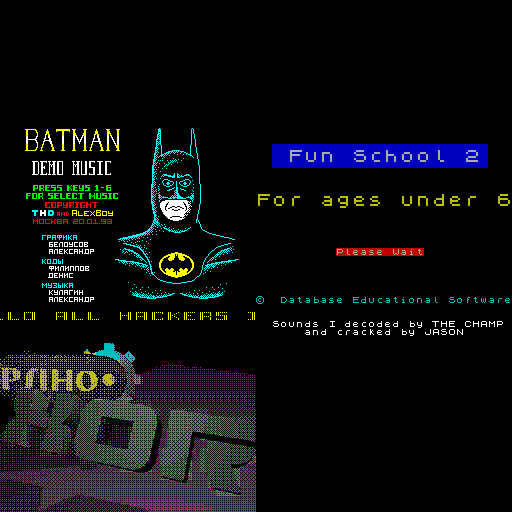 BATMAN
DEMO MUSIC
PRESS KEYS 1-6
FOR SELECT MUSIC
COPYRIGHT
THD AND ALEXBOY
МОСКВА 20.01.93
ГРАФИКА
БЕЛОУСОВ
АЛЕКСАНДР
КОДЫ
ФИЛИППОВ
ДЕНИС
МУЗЫКА
КУЛАГИН
АЛЕКСАНДР
ALL HACKERS
Fun School 2
For ages under 6
Please Wait
© Database Educational Software
Sounds I decoded by THE CHAMP
and cracked by JASON
РАНО